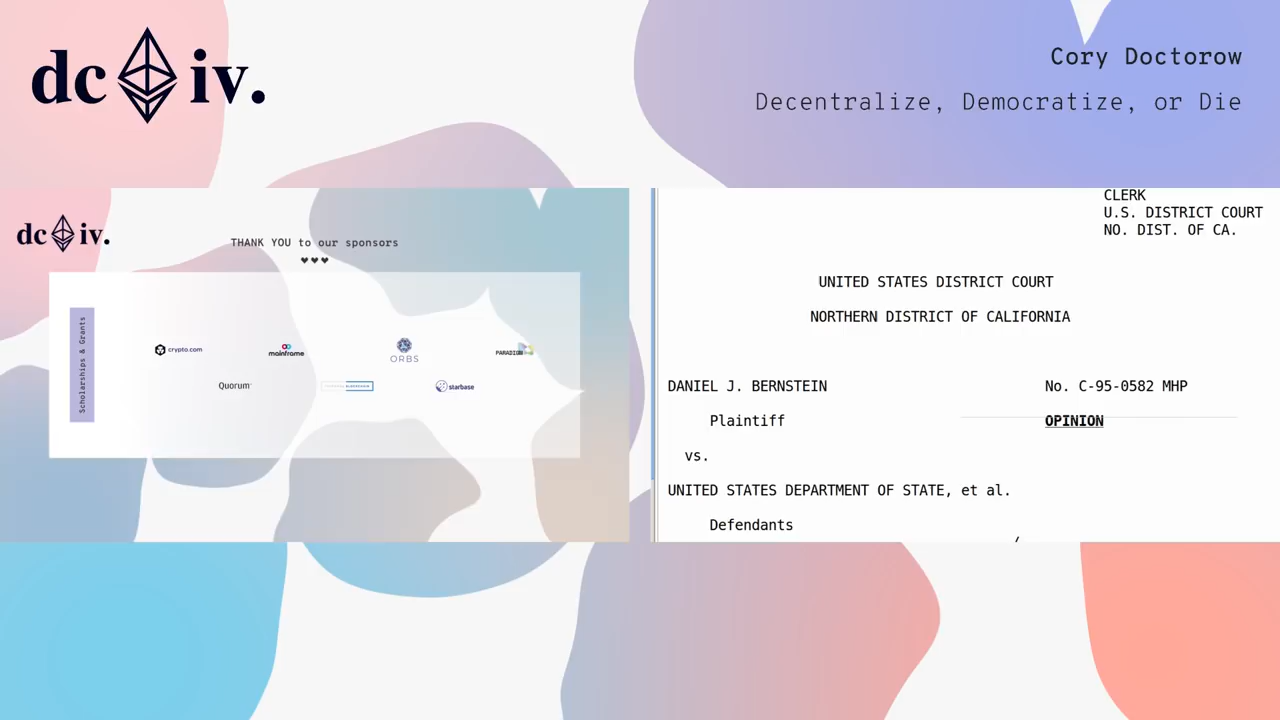 dc iv.
Cory Doctorow
Decentralize, Democratize, or Die
dc iv.
THANK YOU to our sponsors
Scholarships & Grants
crypto.com
mainframe
ORBS
PARADIUM
Quorum
starbase
CLERK
U.S. DISTRICT COURT
NO. DIST. OF CA.
UNITED STATES DISTRICT COURT
NORTHERN DISTRICT OF CALIFORNIA
DANIEL J. BERNSTEIN
No. C-95-0582 MHP
Plaintiff
OPINION
vs.
UNITED STATES DEPARTMENT OF STATE, et al.
Defendants
/